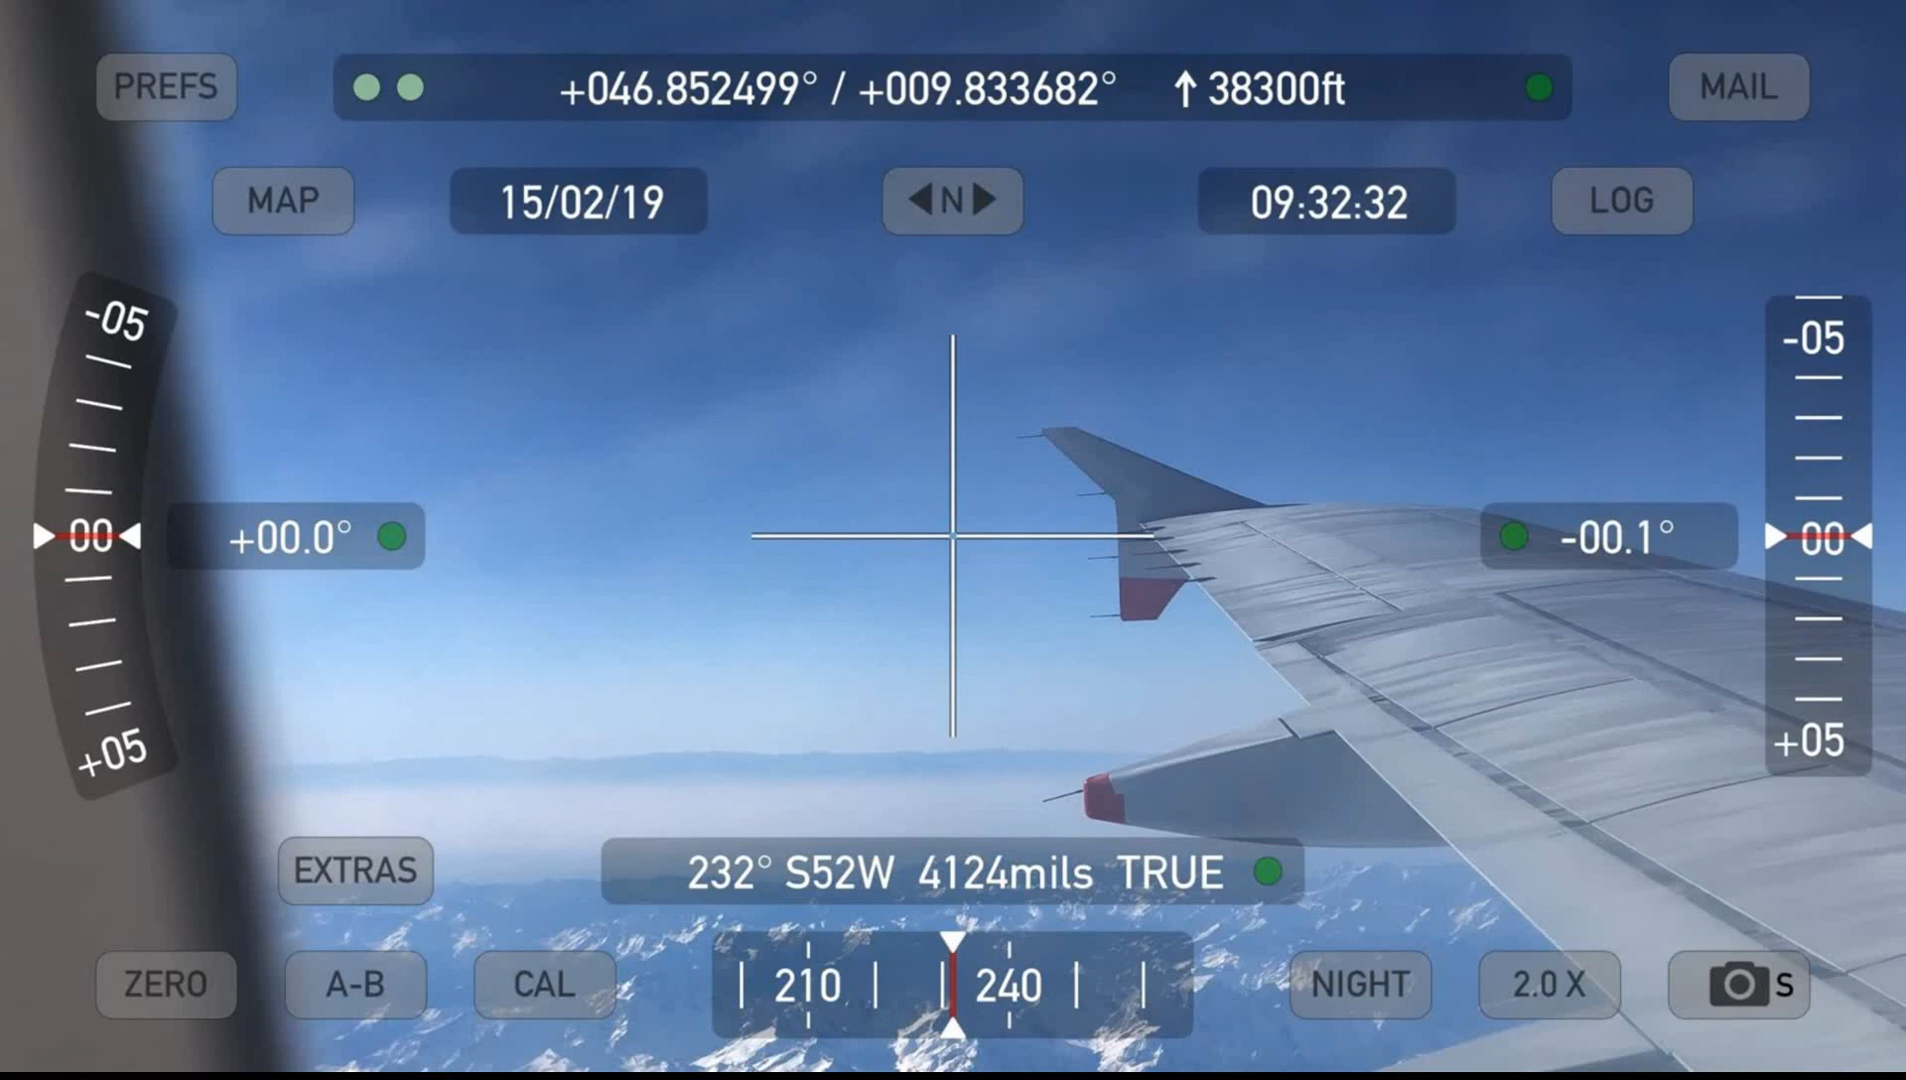 PREFS
+046.852499° / +009.833682° ↑ 38300ft
MAIL
MAP
15/02/19
◀N▶
09:32:32
LOG
-05
00
+05
+00.0°
-00.1°
-05
00
+05
EXTRAS
232° S52W 4124mils TRUE
ZERO
A-B
CAL
210
240
NIGHT
2.0 X
S